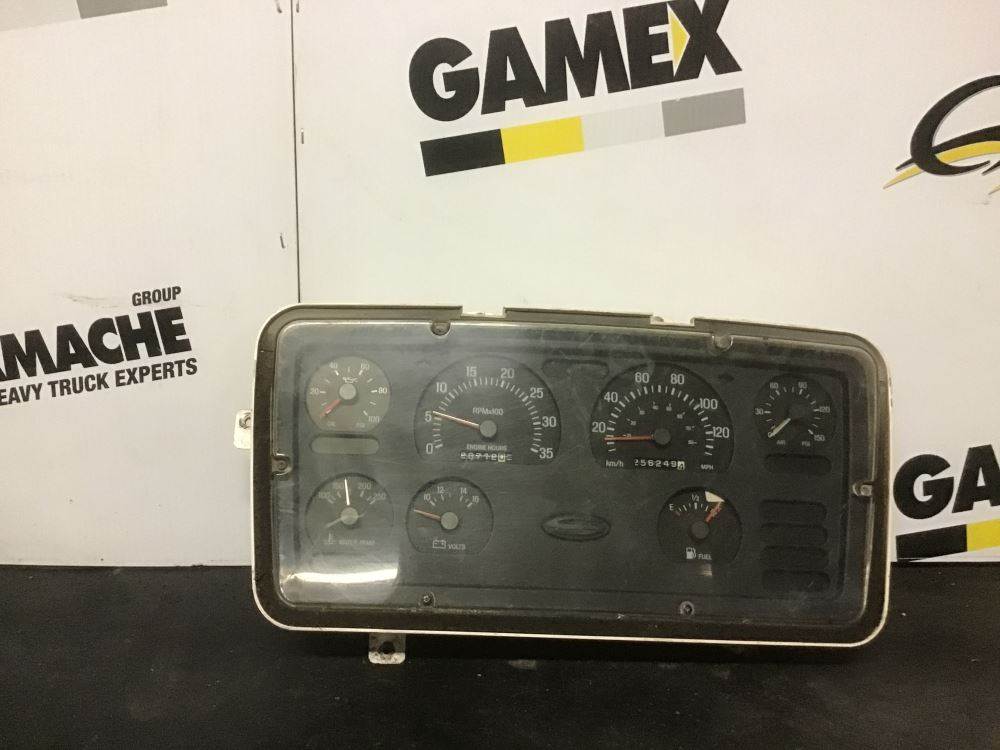 GAMEX
GROUP
MACHE
EAVY TRUCK EXPERTS
GA
20 40 60 80 100
OIL PSI
0 5 10 15 20 25 30 35
RPMx100
ENGINE HOURS
20 40 60 80 100 120
km/h
MPH
30 60 90 120 150
AIR PSI
100 150 200 250
WATER TEMP
10 12 14 16
VOLTS
E 1/2
FUEL